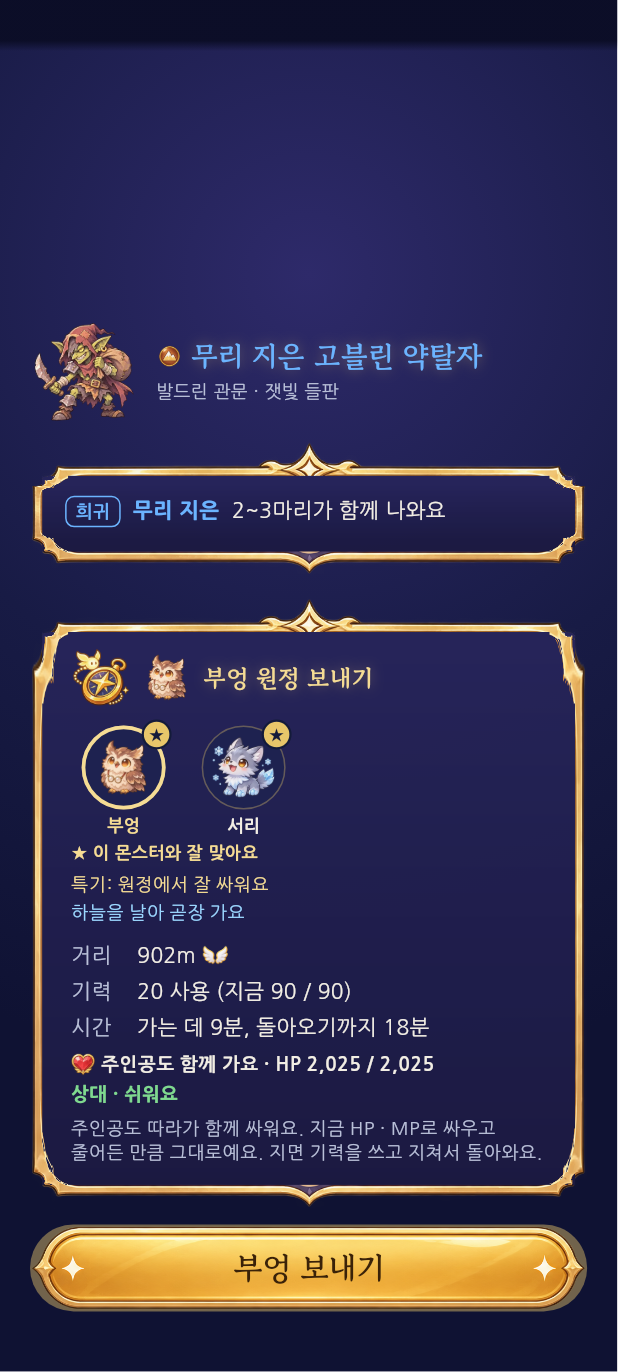 무리 지은 고블린 약탈자
발드린 관문 · 잿빛 들판
희귀 무리 지은 2~3마리가 함께 나와요
부엉 원정 보내기
부엉 서리
★ 이 몬스터와 잘 맞아요
특기: 원정에서 잘 싸워요
하늘을 날아 곧장 가요
거리 902m
기력 20 사용 (지금 90 / 90)
시간 가는 데 9분, 돌아오기까지 18분
주인공도 함께 가요 · HP 2,025 / 2,025
상대 · 쉬워요
주인공도 따라가 함께 싸워요. 지금 HP · MP로 싸우고
줄어든 만큼 그대로예요. 지면 기력을 쓰고 지쳐서 돌아와요.
부엉 보내기